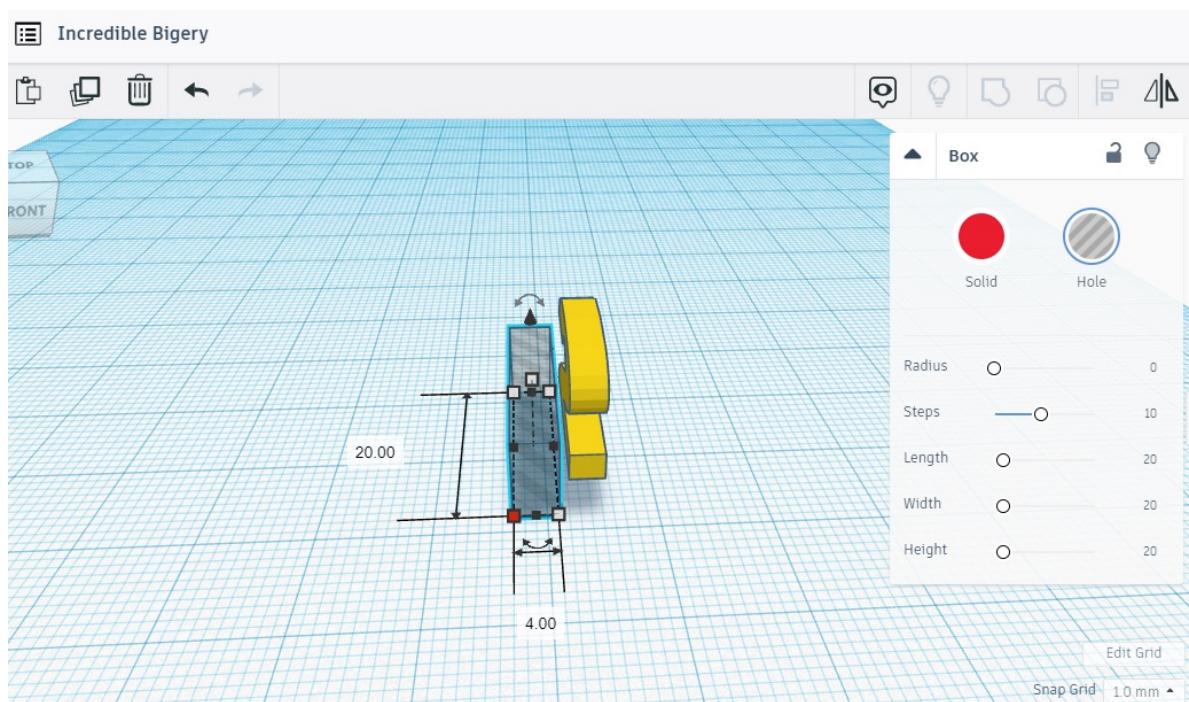 Incredible Bigery
TOP
FRONT
Box
Solid
Hole
Radius 0
Steps 10
Length 20
Width 20
Height 20
20.00
4.00
Edit Grid
Snap Grid 1.0 mm